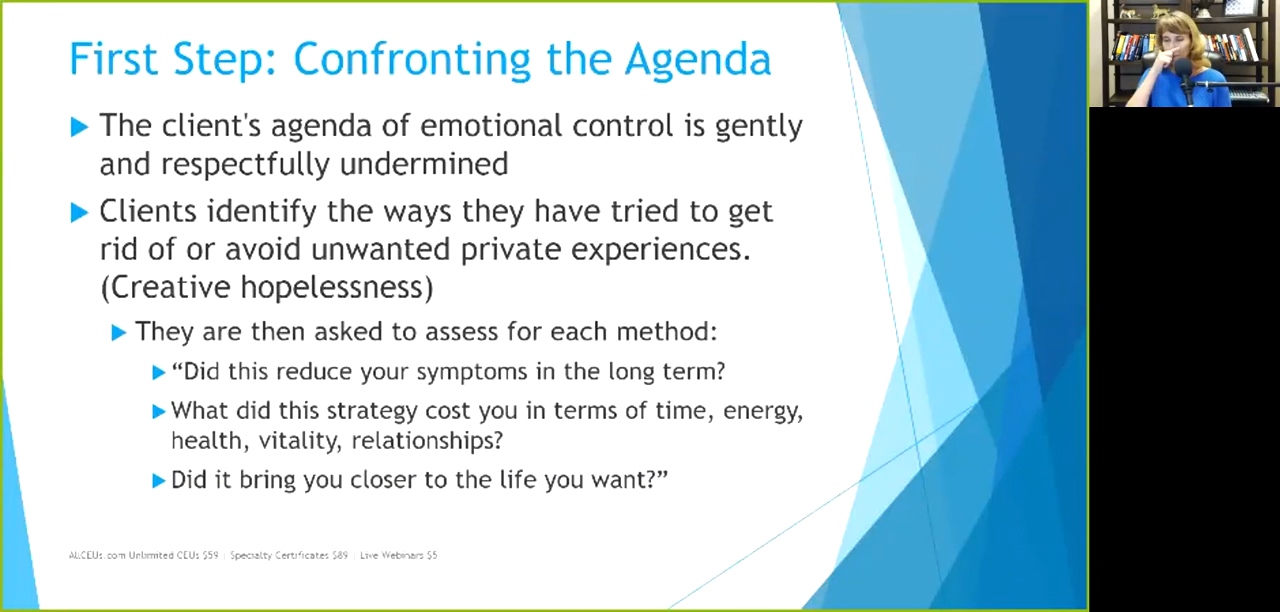 First Step: Confronting the Agenda
The client's agenda of emotional control is gently
and respectfully undermined
Clients identify the ways they have tried to get
rid of or avoid unwanted private experiences.
(Creative hopelessness)
They are then asked to assess for each method:
“Did this reduce your symptoms in the long term?
What did this strategy cost you in terms of time, energy,
health, vitality, relationships?
Did it bring you closer to the life you want?”
AllCEUs.com Unlimited CEUs $59 | Specialty Certificates $89 | Live Webinars $5